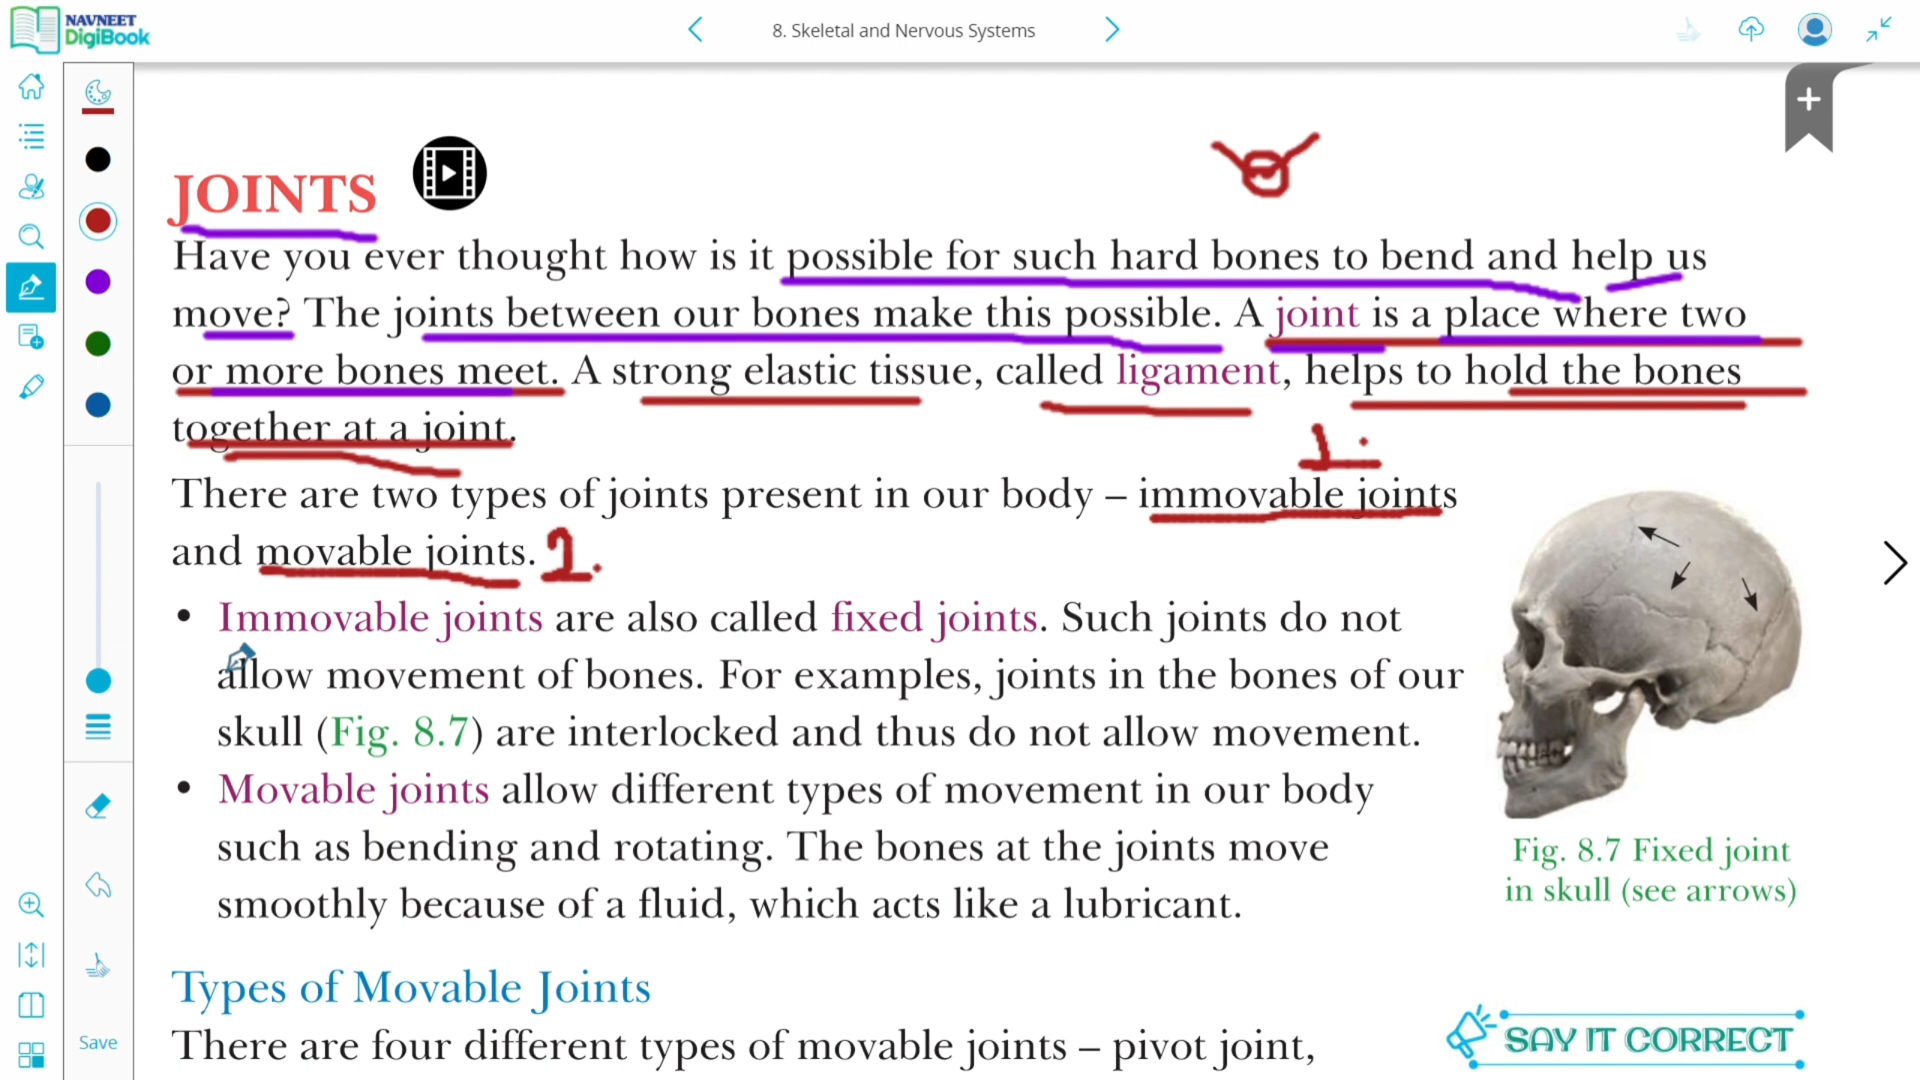 NAVNEET
DigiBook
8. Skeletal and Nervous Systems
JOINTS
Have you ever thought how is it possible for such hard bones to bend and help us
move? The joints between our bones make this possible. A joint is a place where two
or more bones meet. A strong elastic tissue, called ligament, helps to hold the bones
together at a joint.
1.
There are two types of joints present in our body – immovable joints
and movable joints. 2.
• Immovable joints are also called fixed joints. Such joints do not
allow movement of bones. For examples, joints in the bones of our
skull (Fig. 8.7) are interlocked and thus do not allow movement.
• Movable joints allow different types of movement in our body
such as bending and rotating. The bones at the joints move
smoothly because of a fluid, which acts like a lubricant.
Fig. 8.7 Fixed joint
in skull (see arrows)
Types of Movable Joints
There are four different types of movable joints – pivot joint,
SAY IT CORRECT
Save